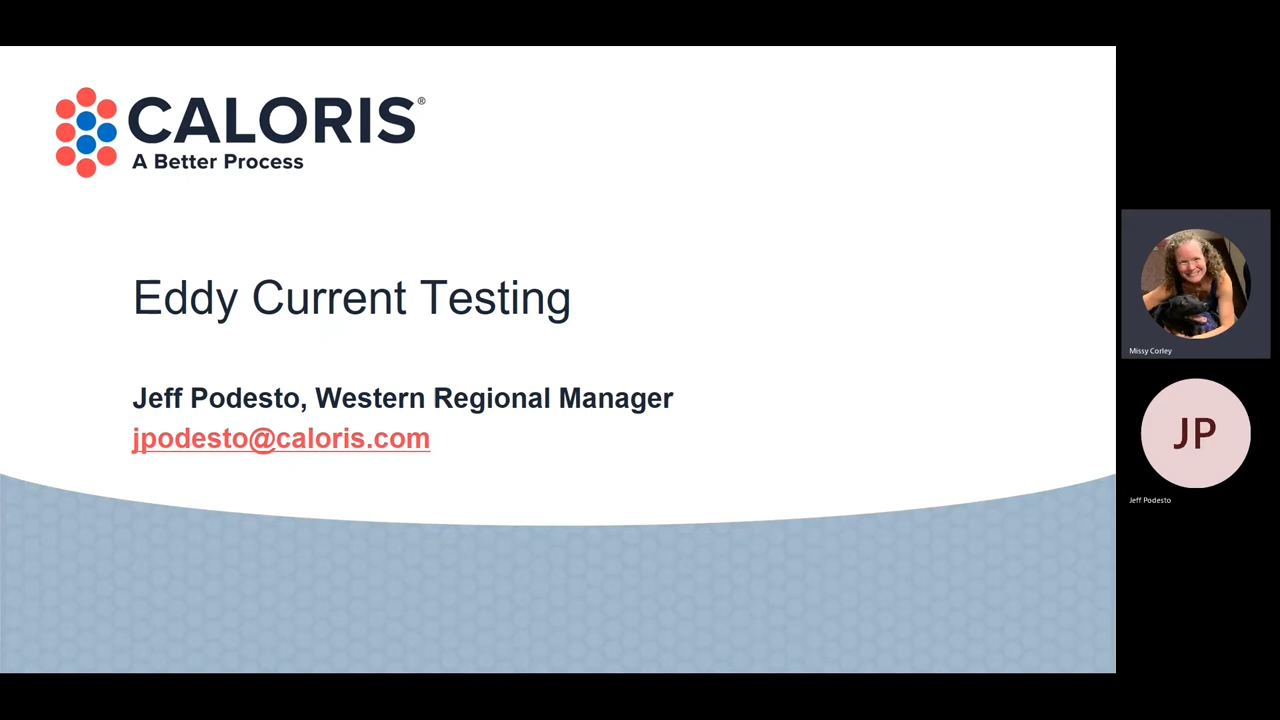 CALORIS®
A Better Process
Eddy Current Testing
Jeff Podesto, Western Regional Manager
jpodesto@caloris.com
Missy Corley
JP
Jeff Podesto